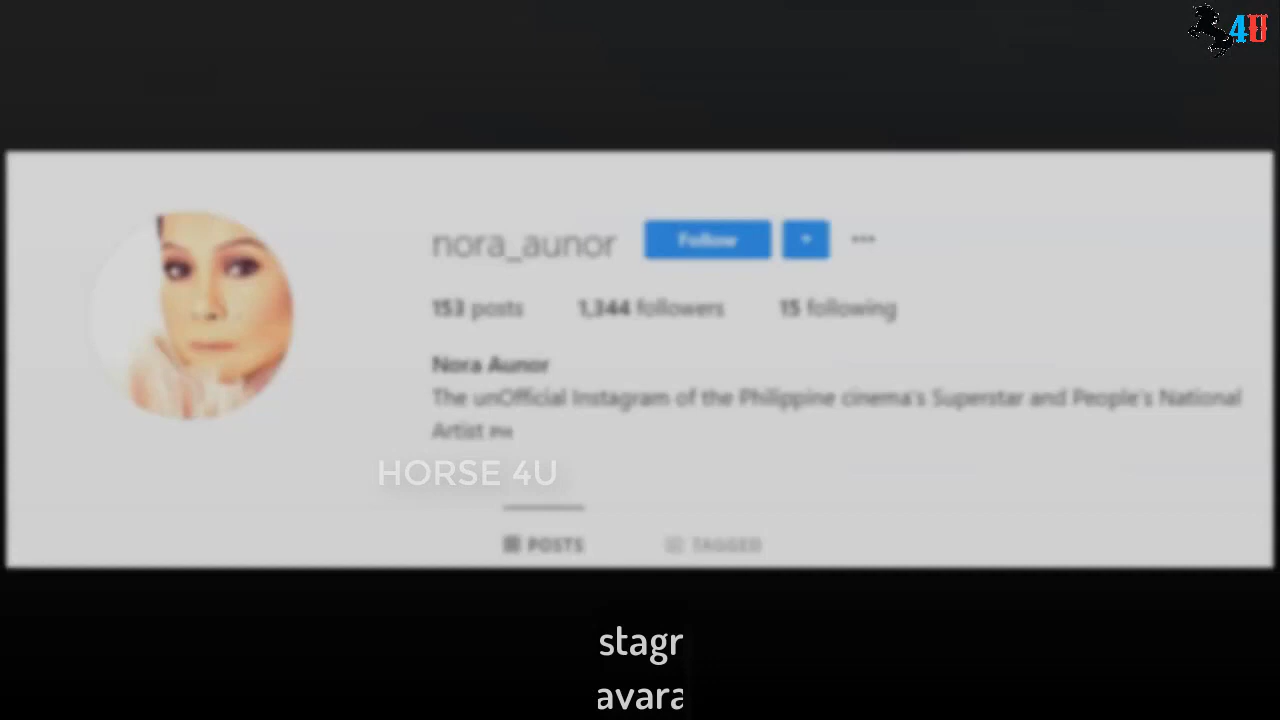 4U
nora_aunor Follow
153 posts 1,344 followers 15 following
Nora Aunor
The unOfficial Instagram of the Philippine cinema's Superstar and People's National
Artist PH
HORSE 4U
POSTS TAGGED
stagr
avara